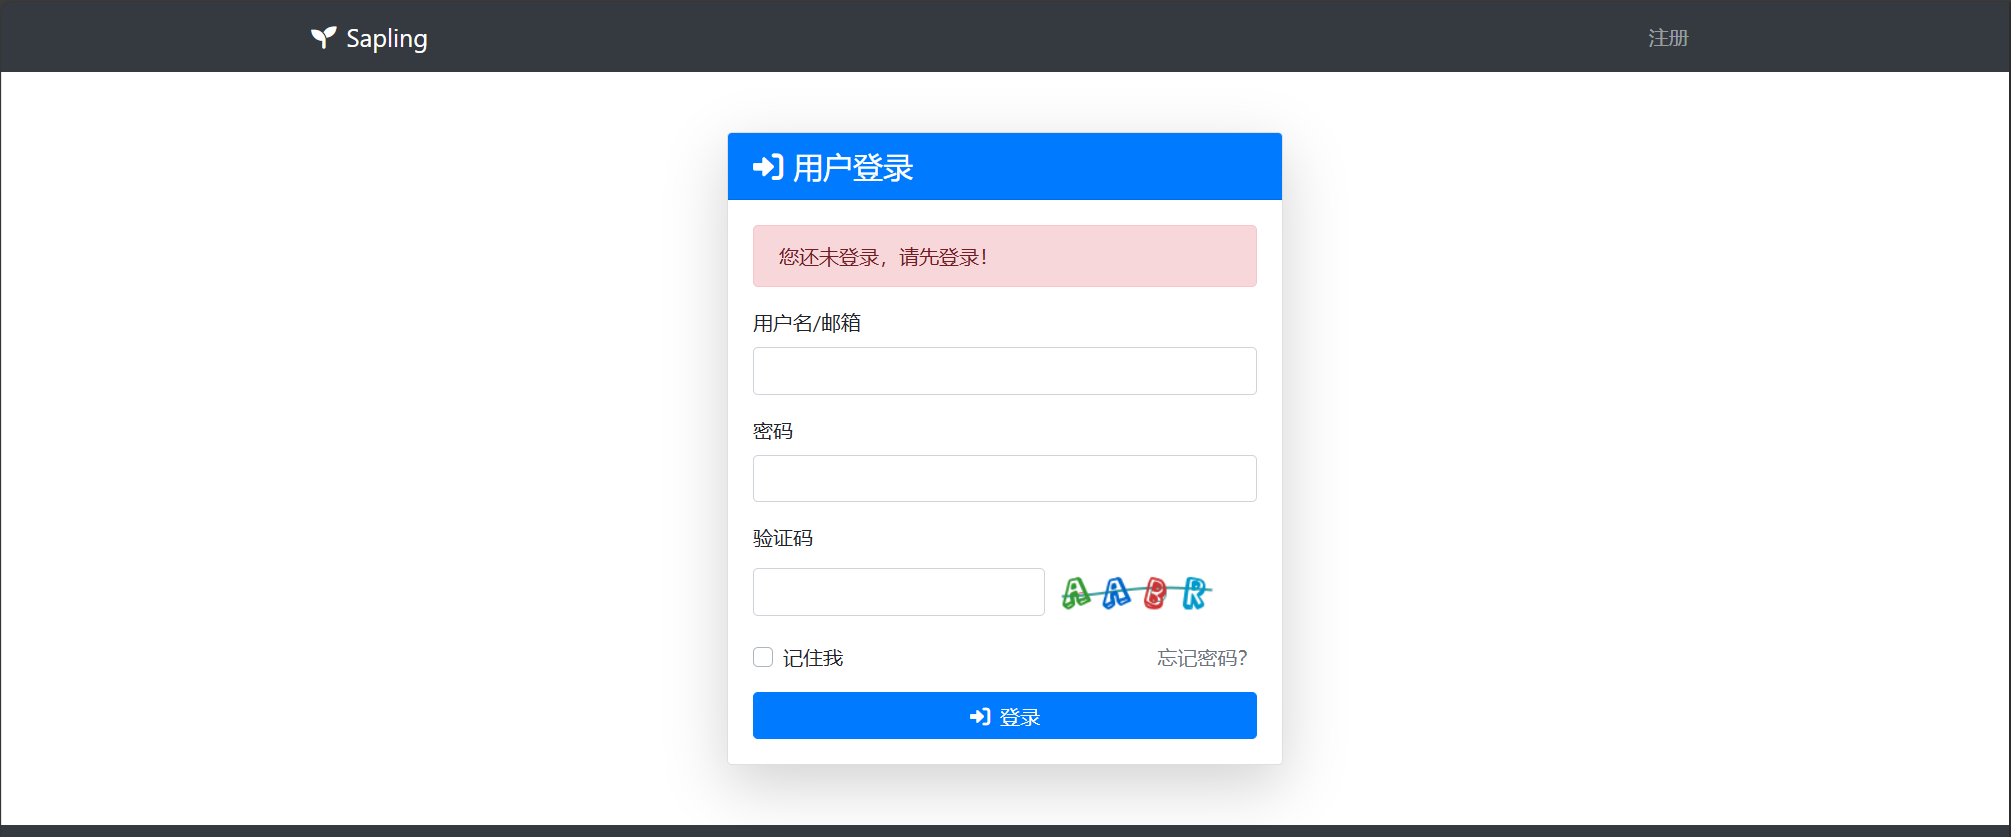 Sapling
注册
用户登录
您还未登录，请先登录！
用户名/邮箱
密码
验证码
AABR
记住我
忘记密码？
登录